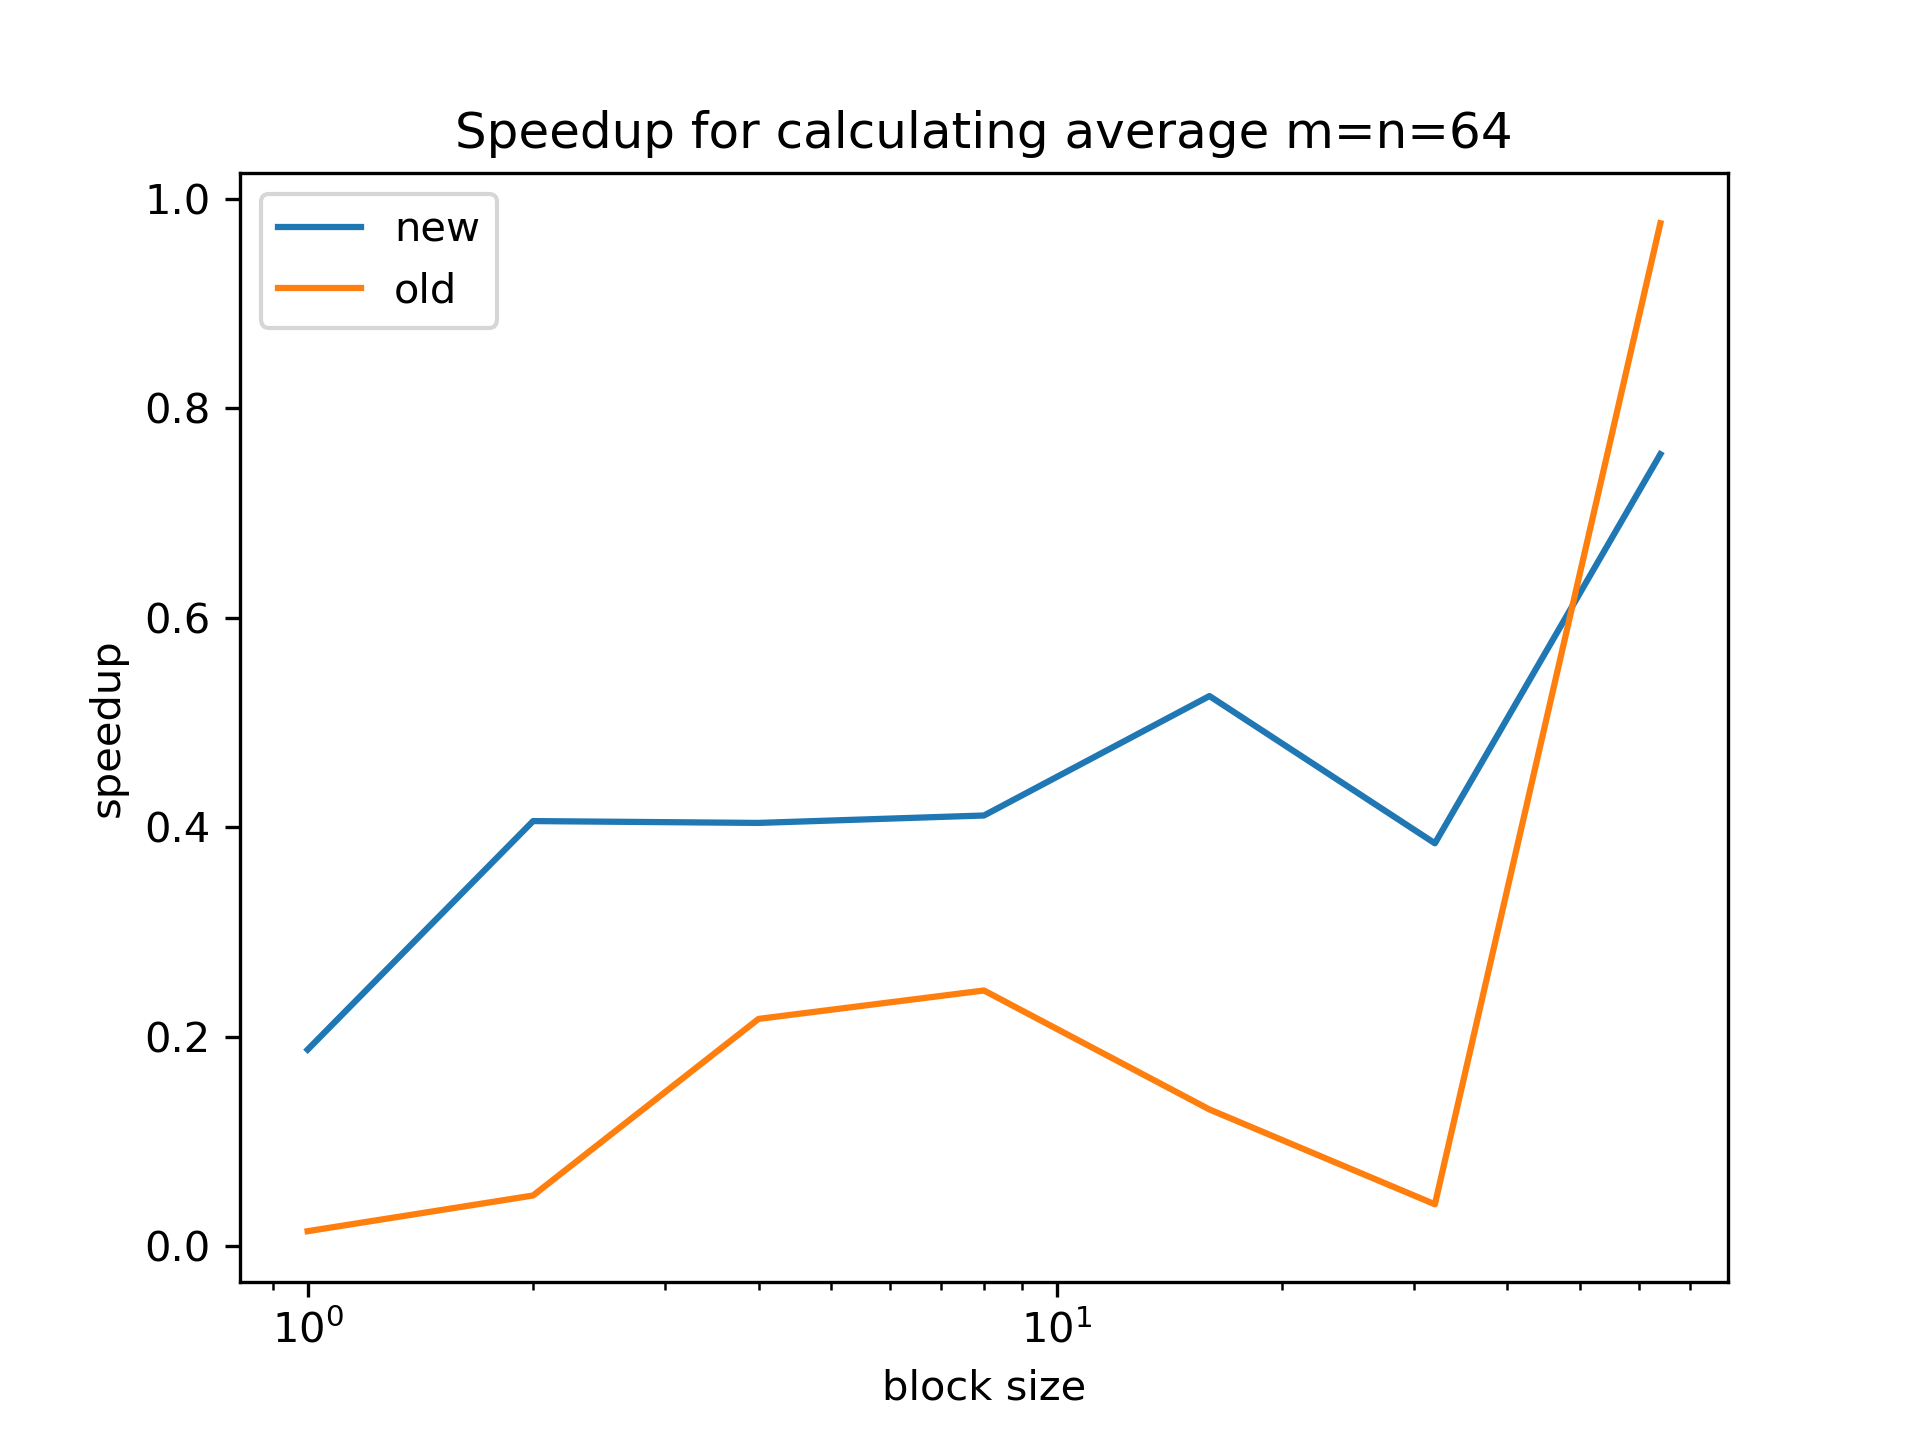 Speedup for calculating average m=n=64
new
old
1.0
0.8
0.6
0.4
0.2
0.0
speedup
10⁰
10¹
block size